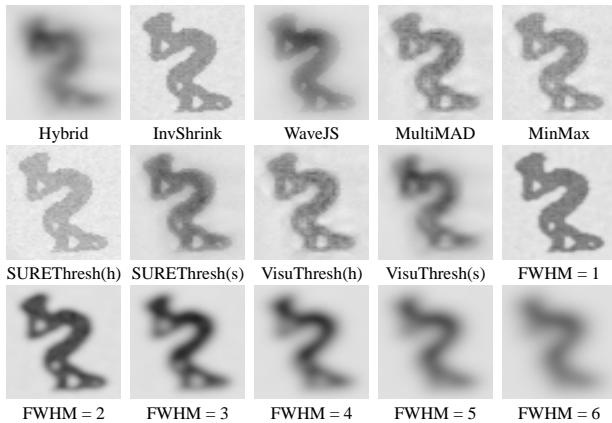 Hybrid InvShrink WaveJS MultiMAD MinMax
SUREThresh(h) SUREThresh(s) VisuThresh(h) VisuThresh(s) FWHM = 1
FWHM = 2 FWHM = 3 FWHM = 4 FWHM = 5 FWHM = 6